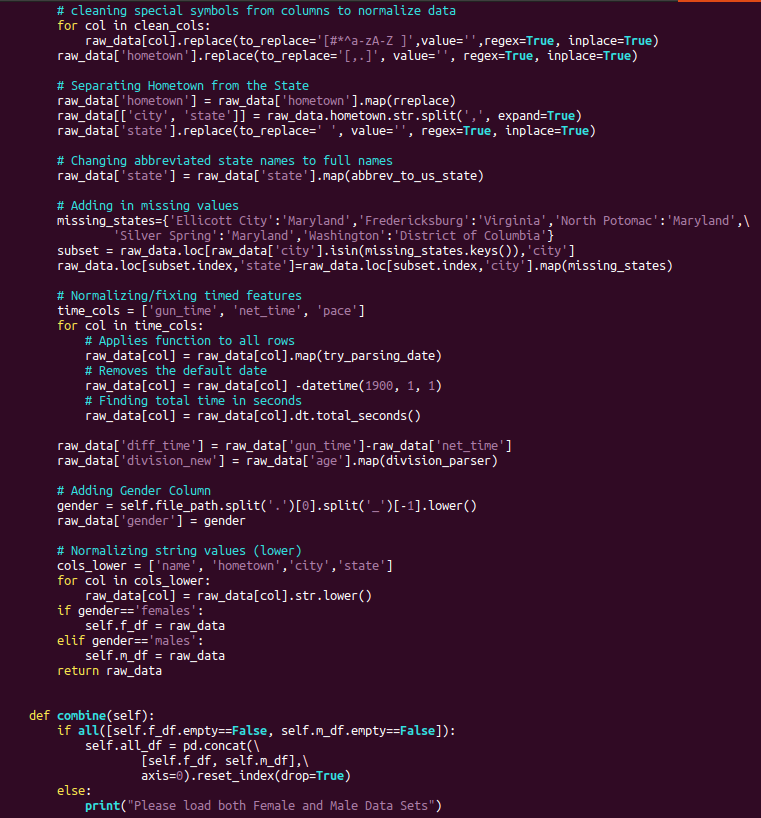 # cleaning special symbols from columns to normalize data
for col in clean_cols:
    raw_data[col].replace(to_replace='[#*^a-zA-Z ]',value='',regex=True, inplace=True)
raw_data['hometown'].replace(to_replace='[,.]', value='', regex=True, inplace=True)

# Separating Hometown from the State
raw_data['hometown'] = raw_data['hometown'].map(rreplace)
raw_data[['city', 'state']] = raw_data.hometown.str.split(',', expand=True)
raw_data['state'].replace(to_replace=' ', value='', regex=True, inplace=True)

# Changing abbreviated state names to full names
raw_data['state'] = raw_data['state'].map(abbrev_to_us_state)

# Adding in missing values
missing_states={'Ellicott City':'Maryland','Fredericksburg':'Virginia','North Potomac':'Maryland',\
        'Silver Spring':'Maryland','Washington':'District of Columbia'}
subset = raw_data.loc[raw_data['city'].isin(missing_states.keys()),'city']
raw_data.loc[subset.index,'state']=raw_data.loc[subset.index,'city'].map(missing_states)

# Normalizing/fixing timed features
time_cols = ['gun_time', 'net_time', 'pace']
for col in time_cols:
    # Applies function to all rows
    raw_data[col] = raw_data[col].map(try_parsing_date)
    # Removes the default date
    raw_data[col] = raw_data[col] -datetime(1900, 1, 1)
    # Finding total time in seconds
    raw_data[col] = raw_data[col].dt.total_seconds()

raw_data['diff_time'] = raw_data['gun_time']-raw_data['net_time']
raw_data['division_new'] = raw_data['age'].map(division_parser)

# Adding Gender Column
gender = self.file_path.split('.')[0].split('_')[-1].lower()
raw_data['gender'] = gender

# Normalizing string values (lower)
cols_lower = ['name', 'hometown','city','state']
for col in cols_lower:
    raw_data[col] = raw_data[col].str.lower()
if gender=='females':
    self.f_df = raw_data
elif gender=='males':
    self.m_df = raw_data
return raw_data


def combine(self):
    if all([self.f_df.empty==False, self.m_df.empty==False]):
        self.all_df = pd.concat(\
                [self.f_df, self.m_df],\
                axis=0).reset_index(drop=True)
    else:
        print("Please load both Female and Male Data Sets")